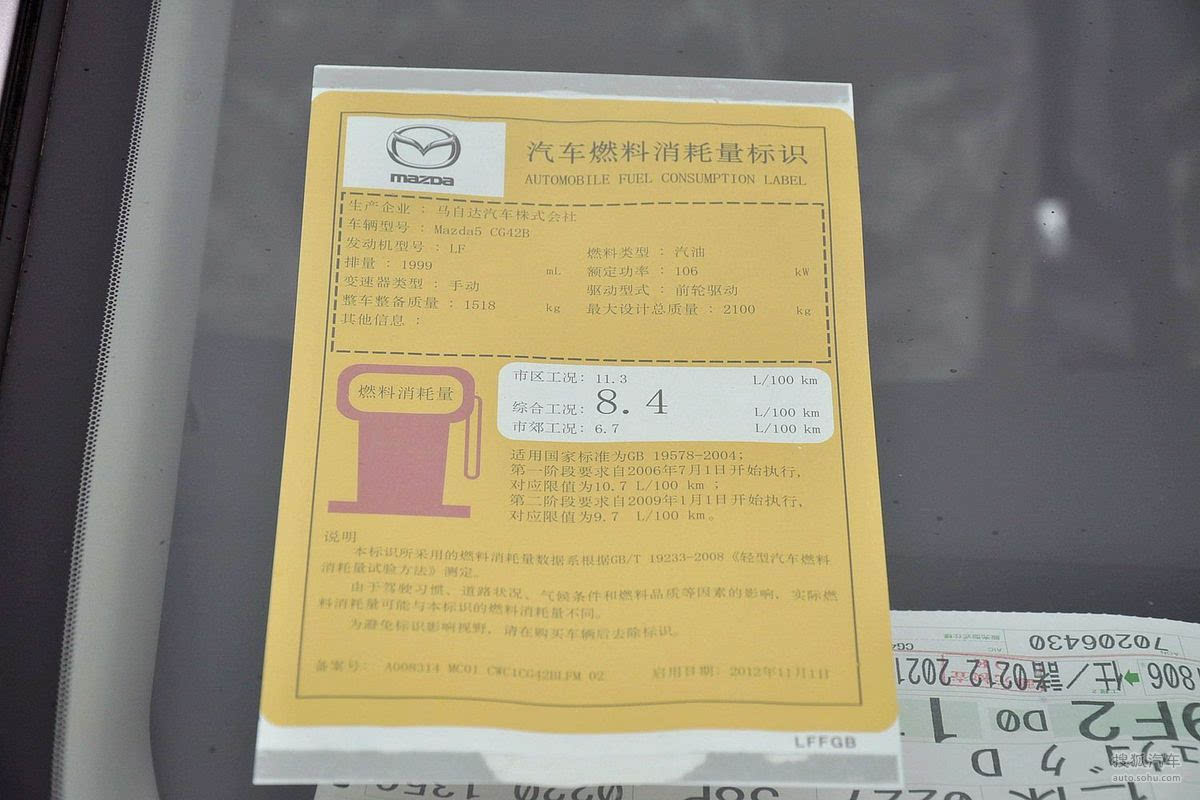 mazda
汽车燃料消耗量标识
AUTOMOBILE FUEL CONSUMPTION LABEL
生产企业 : 马自达汽车株式会社
车辆型号 : Mazda5 CG42B
发动机型号 : LF
燃料类型 : 汽油
排量 : 1999 mL
额定功率 : 106 kW
变速器类型 : 手动
驱动型式 : 前轮驱动
整车整备质量 : 1518 kg
最大设计总质量 : 2100 kg
其他信息 :
燃料消耗量
市区工况: 11.3 L/100 km
综合工况: 8.4 L/100 km
市郊工况: 6.7 L/100 km
适用国家标准为GB 19578-2004;
第一阶段要求自2006年7月1日开始执行,
对应限值为10.7 L/100 km ;
第二阶段要求自2009年1月1日开始执行,
对应限值为9.7 L/100 km。
说明
本标识所采用的燃料消耗量数据系根据GB/T 19233-2008《轻型汽车燃料
消耗量试验方法》测定。
由于驾驶习惯、道路状况、气候条件和燃料品质等因素的影响, 实际燃
料消耗量可能与本标识的燃料消耗量不同。
为避免标识影响视野, 请在购买车辆后去除标识。
备案号: A008314 MC01 CWC1CG42BLFM 02
启用日期: 2012年11月1日
LFFGB
70206430
1806
仕/諸0212 2021
9F2 D0 1
搜狐汽车
auto.sohu.com